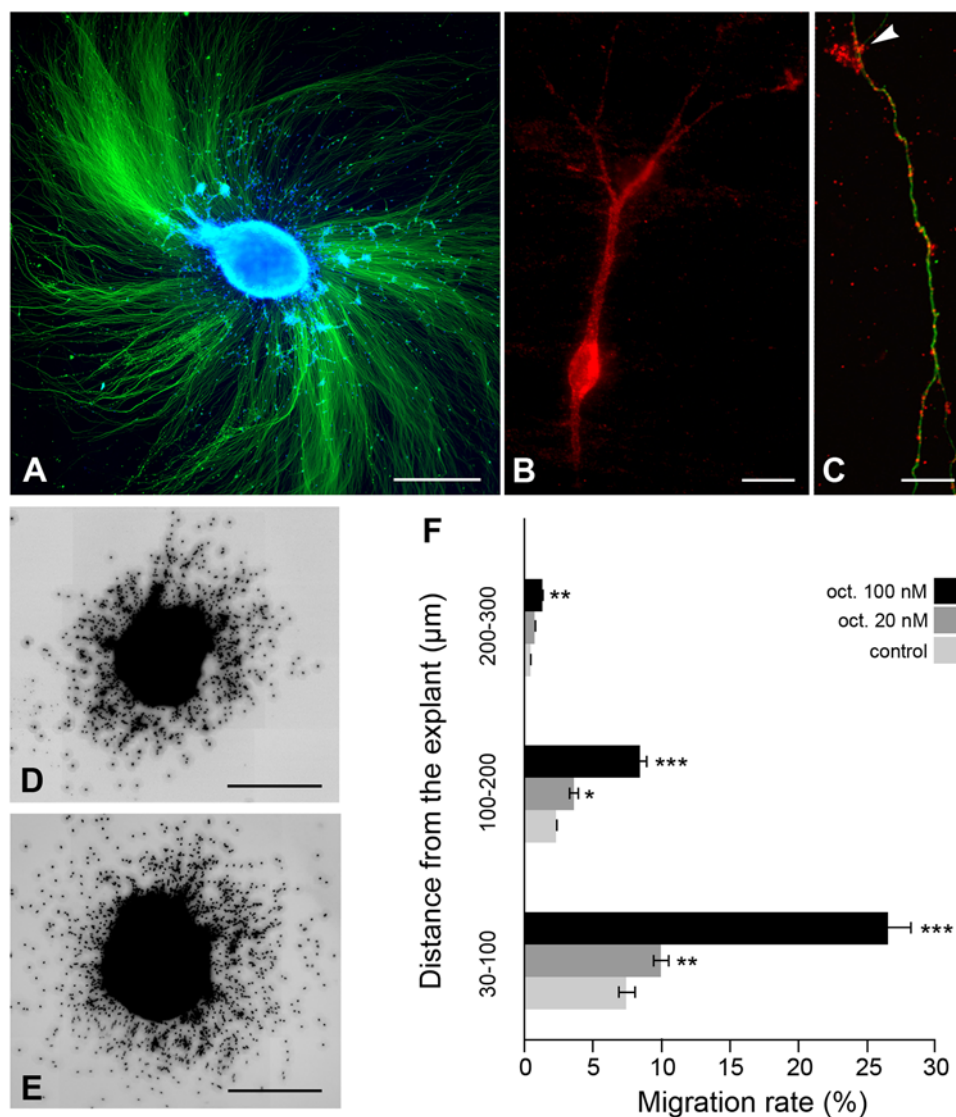 A
B
C
D
E
F
oct. 100 nM
oct. 20 nM
control
Distance from the explant (µm)
200-300
100-200
30-100
**
***
*
***
**
0 5 10 15 20 25 30
Migration rate (%)